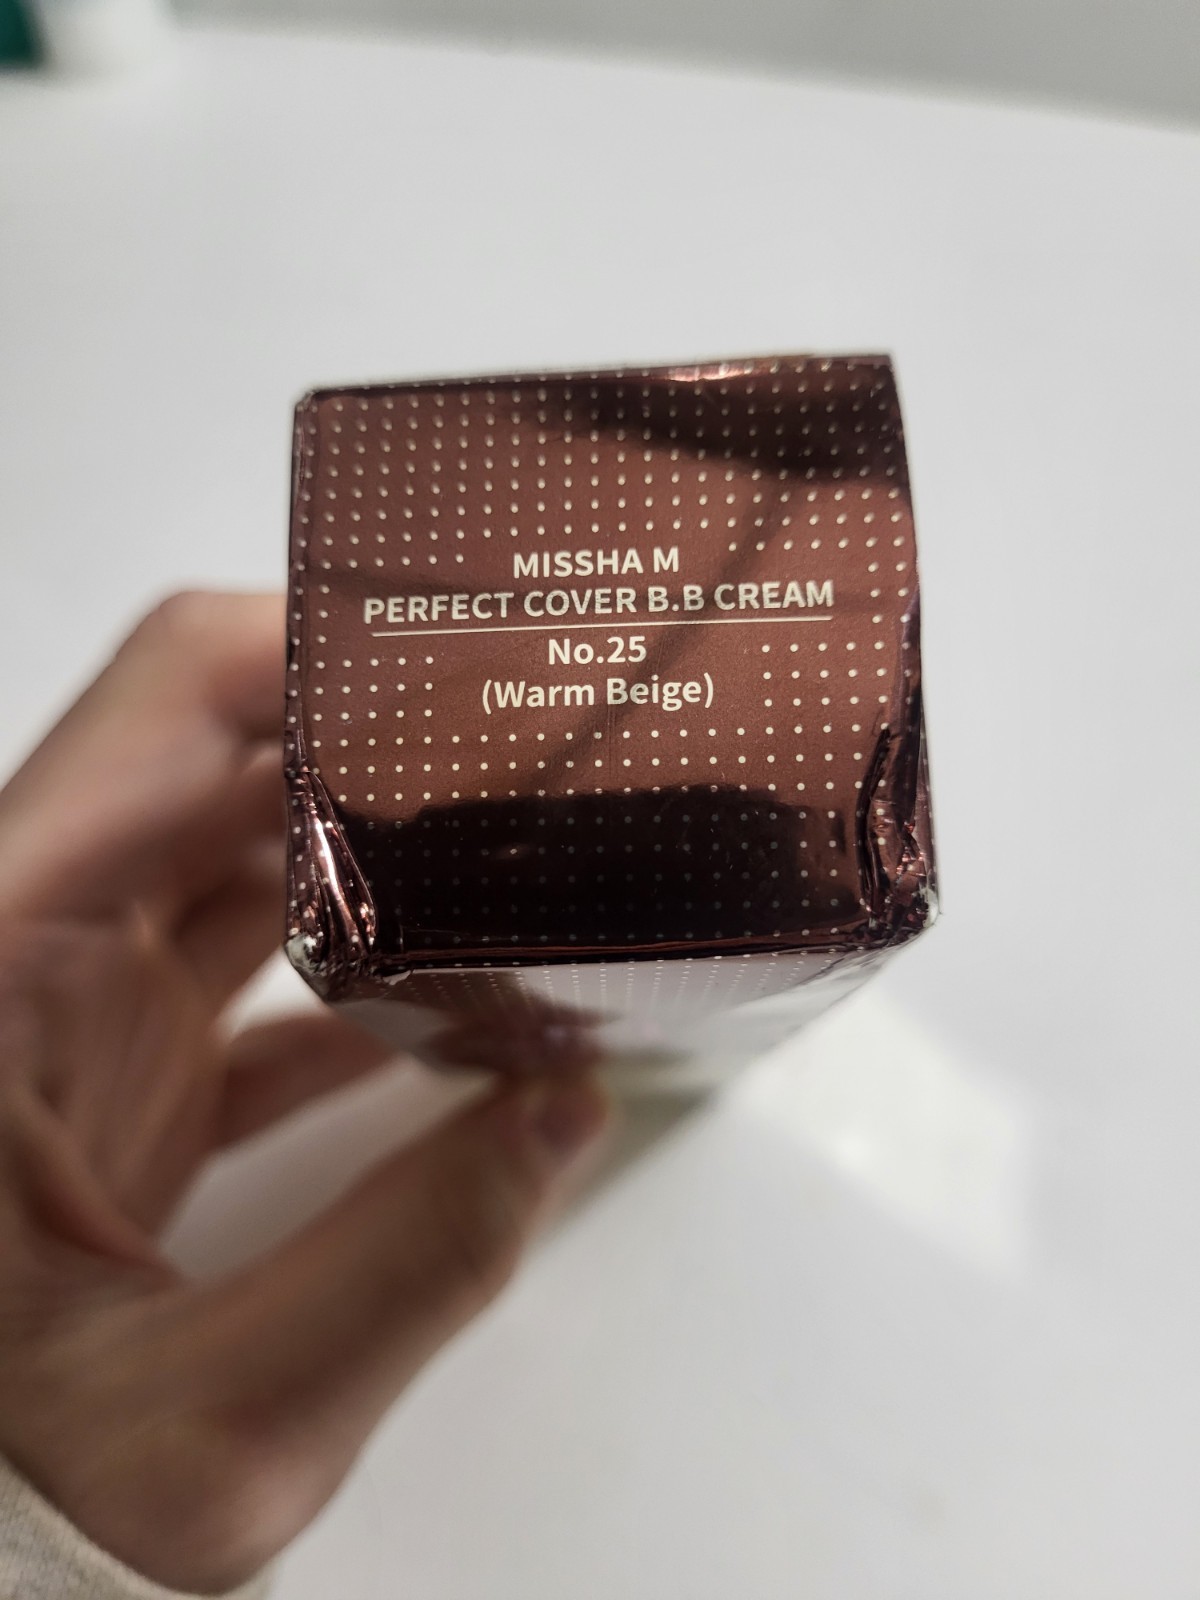 MISSHA M
PERFECT COVER B.B CREAM
No.25
(Warm Beige)